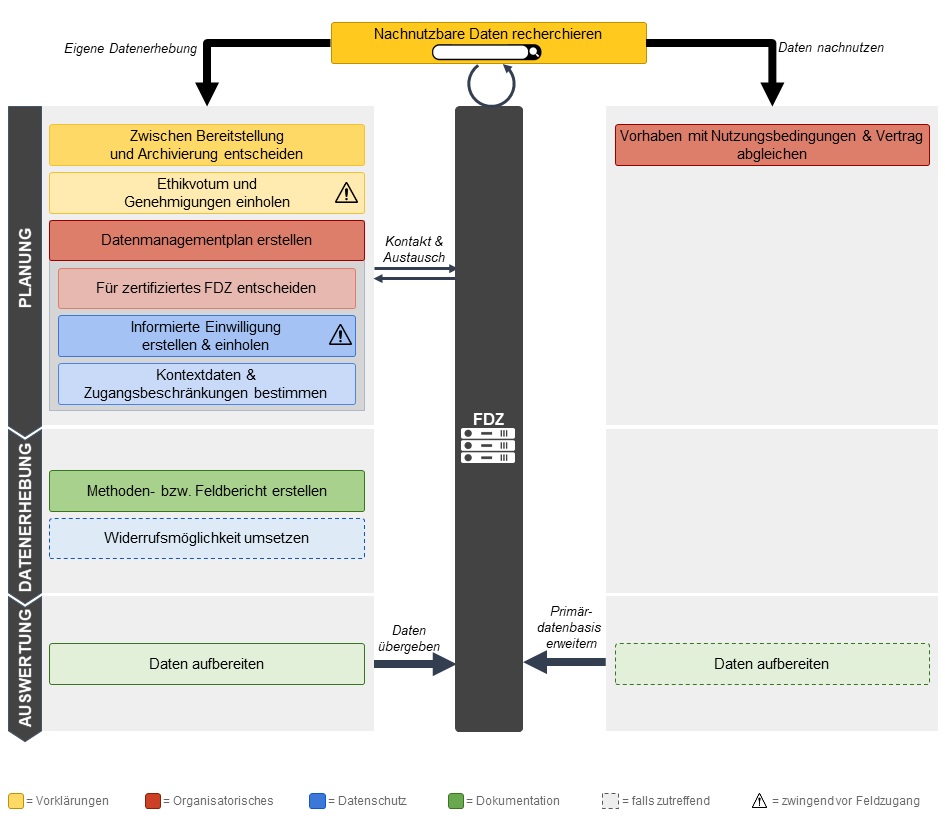 Nachnutzbare Daten recherchieren
Eigene Datenerhebung
Daten nachnutzen
PLANUNG
Zwischen Bereitstellung
und Archivierung entscheiden
Ethikvotum und
Genehmigungen einholen
Datenmanagementplan erstellen
Für zertifiziertes FDZ entscheiden
Informierte Einwilligung
erstellen & einholen
Kontextdaten &
Zugangsbeschränkungen bestimmen
Kontakt &
Austausch
FDZ
Vorhaben mit Nutzungsbedingungen & Vertrag
abgleichen
DATENERHEBUNG
Methoden- bzw. Feldbericht erstellen
Widerrufsmöglichkeit umsetzen
AUSWERTUNG
Daten aufbereiten
Daten
übergeben
Primär-
datenbasis
erweitern
Daten aufbereiten
= Vorklärungen
= Organisatorisches
= Datenschutz
= Dokumentation
= falls zutreffend
= zwingend vor Feldzugang